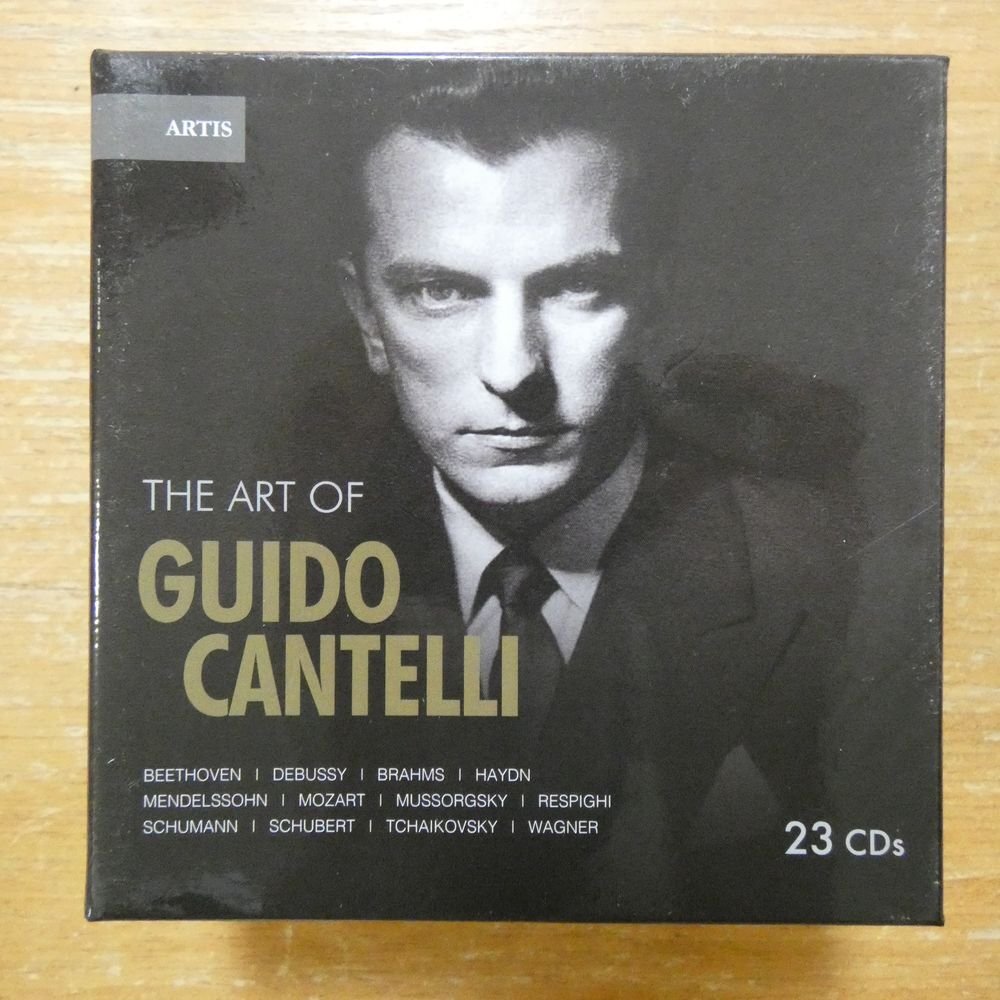 ARTIS
THE ART OF
GUIDO
CANTELLI
BEETHOVEN | DEBUSSY | BRAHMS | HAYDN
MENDELSSOHN | MOZART | MUSSORGSKY | RESPIGHI
SCHUMANN | SCHUBERT | TCHAIKOVSKY | WAGNER
23 CDs